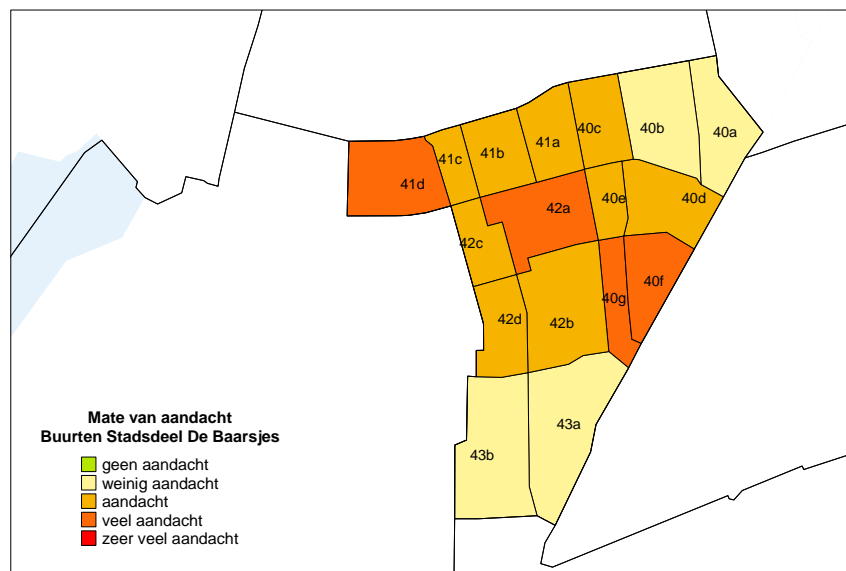 40c
40b
40a
41a
41b
41c
41d
40e
40d
42a
42c
40f
40g
42d
42b
43a
43b
Mate van aandacht
Buurten Stadsdeel De Baarsjes
geen aandacht
weinig aandacht
aandacht
veel aandacht
zeer veel aandacht